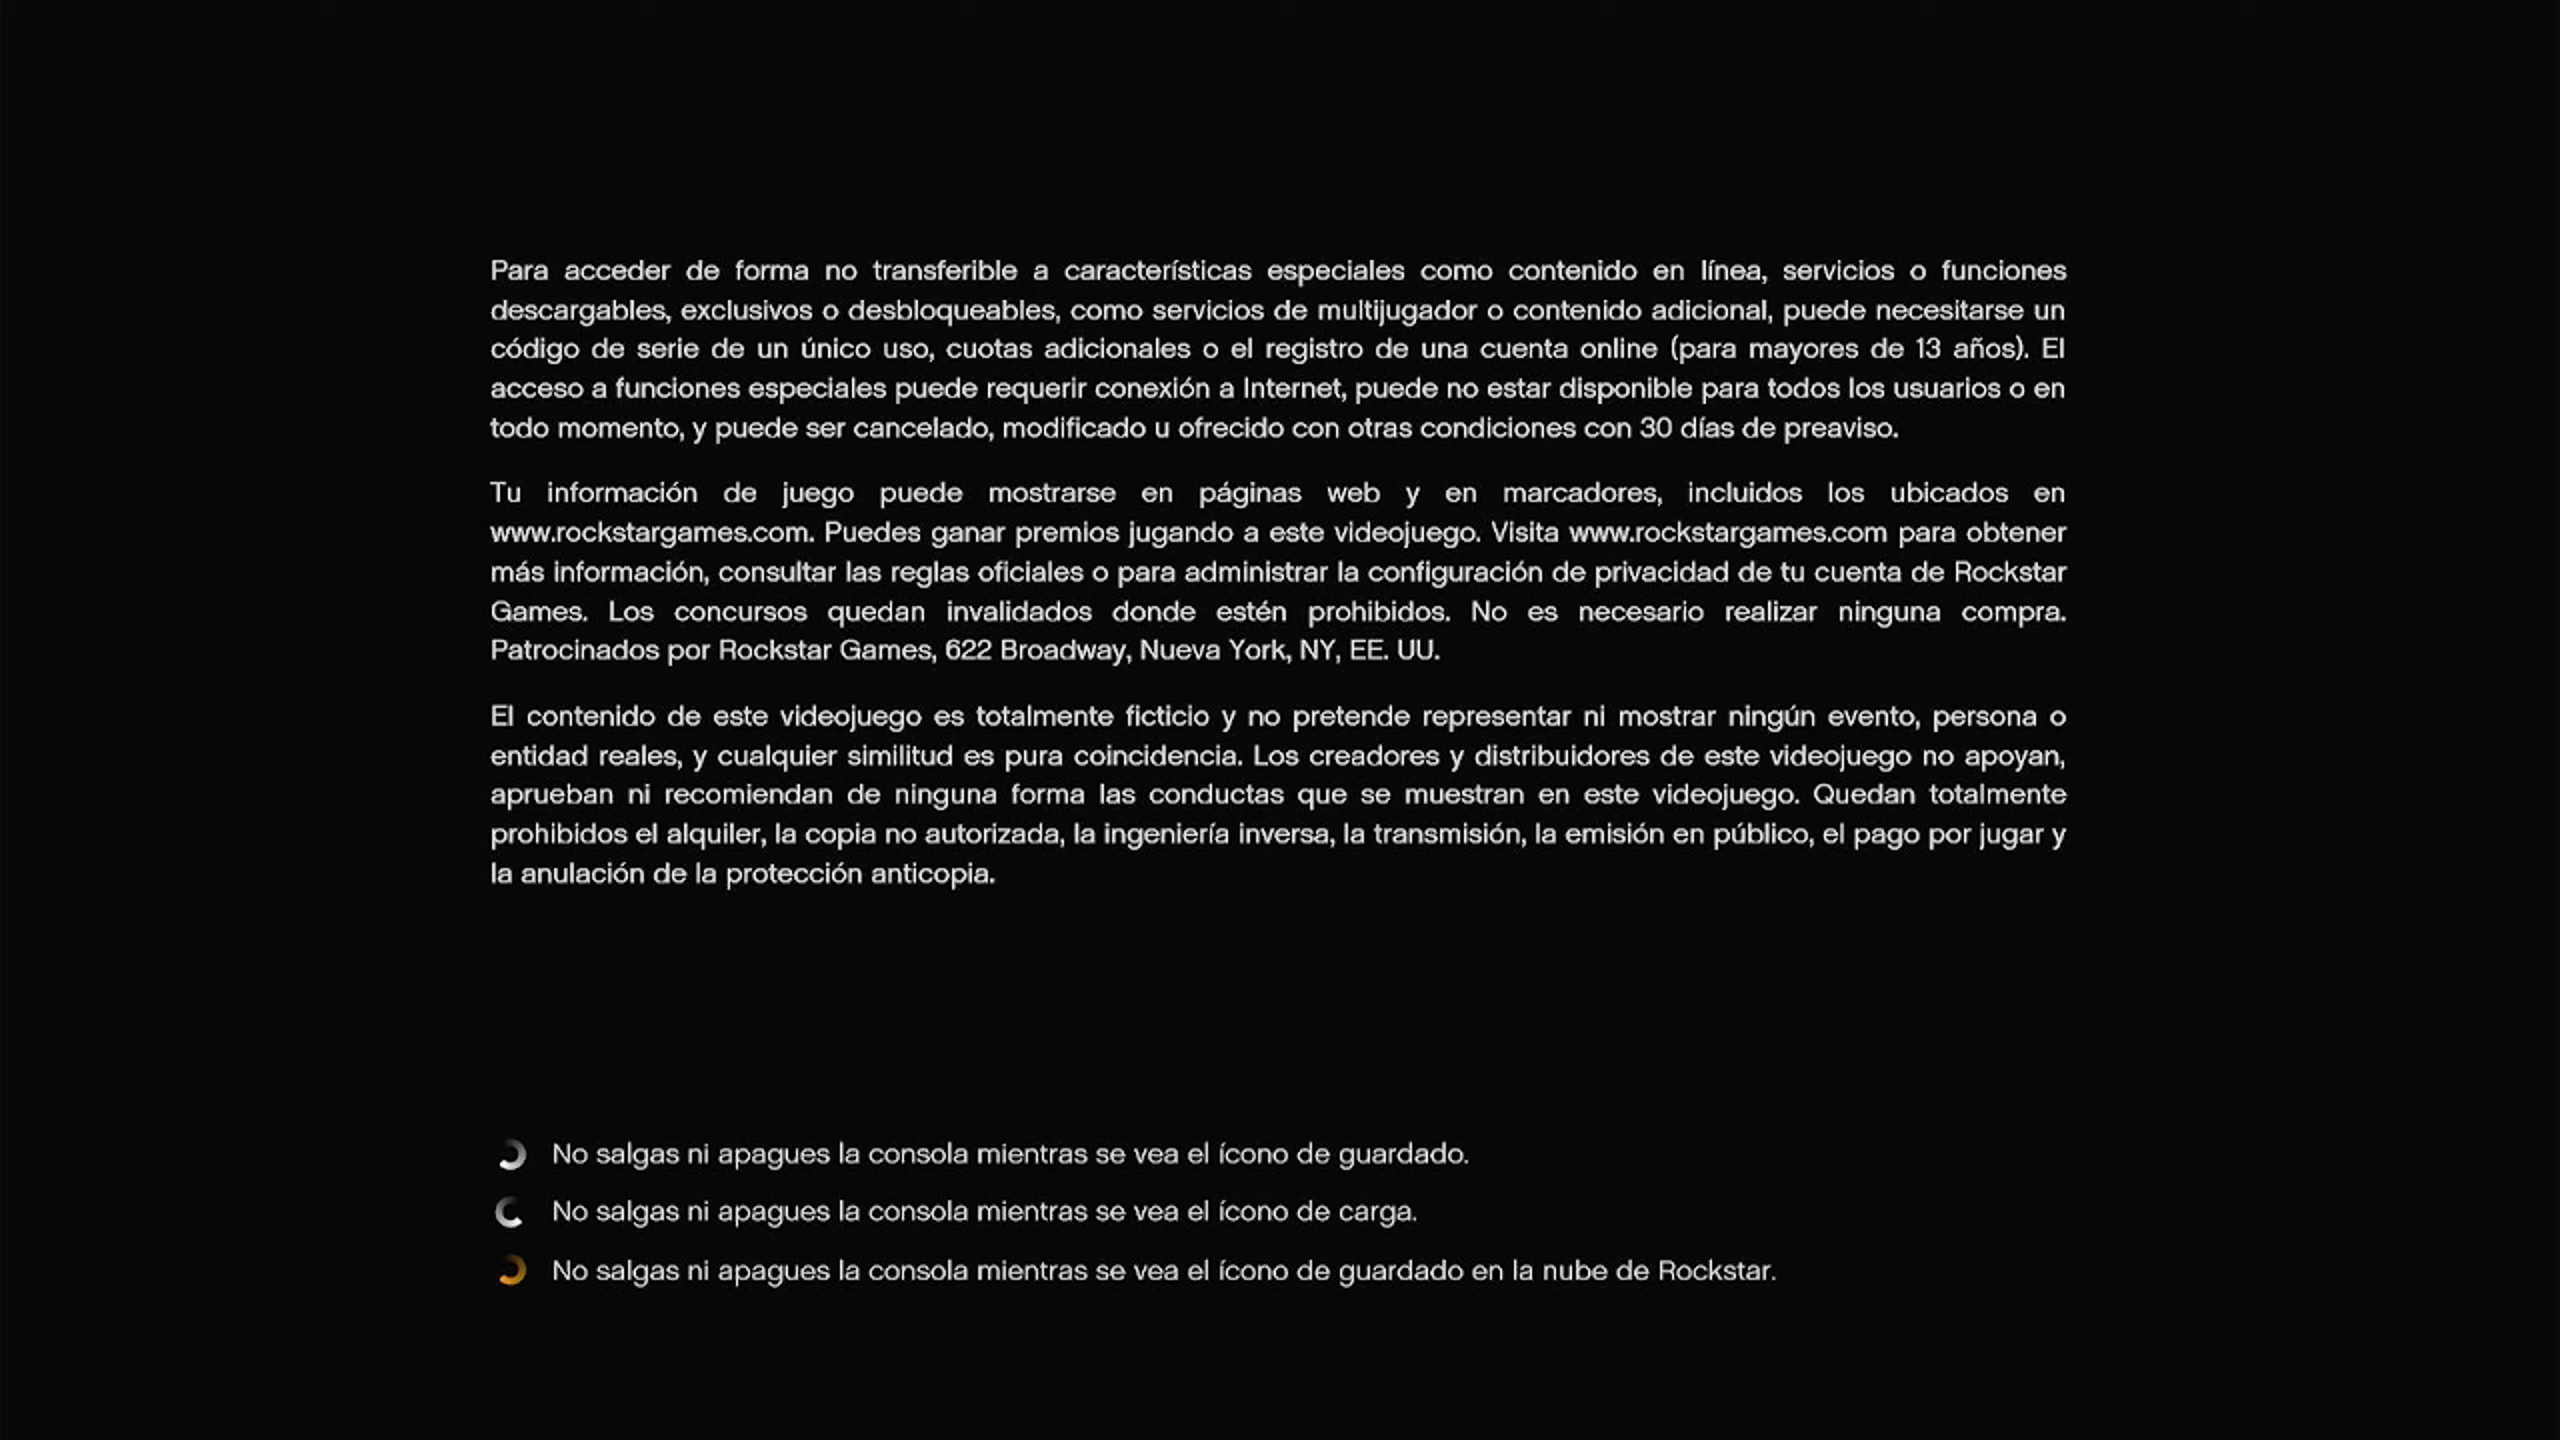 Para acceder de forma no transferible a características especiales como contenido en línea, servicios o funciones
descargables, exclusivos o desbloqueables, como servicios de multijugador o contenido adicional, puede necesitarse un
código de serie de un único uso, cuotas adicionales o el registro de una cuenta online (para mayores de 13 años). El
acceso a funciones especiales puede requerir conexión a Internet, puede no estar disponible para todos los usuarios o en
todo momento, y puede ser cancelado, modificado u ofrecido con otras condiciones con 30 días de preaviso.
Tu información de juego puede mostrarse en páginas web y en marcadores, incluidos los ubicados en
www.rockstargames.com. Puedes ganar premios jugando a este videojuego. Visita www.rockstargames.com para obtener
más información, consultar las reglas oficiales o para administrar la configuración de privacidad de tu cuenta de Rockstar
Games. Los concursos quedan invalidados donde estén prohibidos. No es necesario realizar ninguna compra.
Patrocinados por Rockstar Games, 622 Broadway, Nueva York, NY, EE. UU.
El contenido de este videojuego es totalmente ficticio y no pretende representar ni mostrar ningún evento, persona o
entidad reales, y cualquier similitud es pura coincidencia. Los creadores y distribuidores de este videojuego no apoyan,
aprueban ni recomiendan de ninguna forma las conductas que se muestran en este videojuego. Quedan totalmente
prohibidos el alquiler, la copia no autorizada, la ingeniería inversa, la transmisión, la emisión en público, el pago por jugar y
la anulación de la protección anticopia.
No salgas ni apagues la consola mientras se vea el ícono de guardado.
No salgas ni apagues la consola mientras se vea el ícono de carga.
No salgas ni apagues la consola mientras se vea el ícono de guardado en la nube de Rockstar.